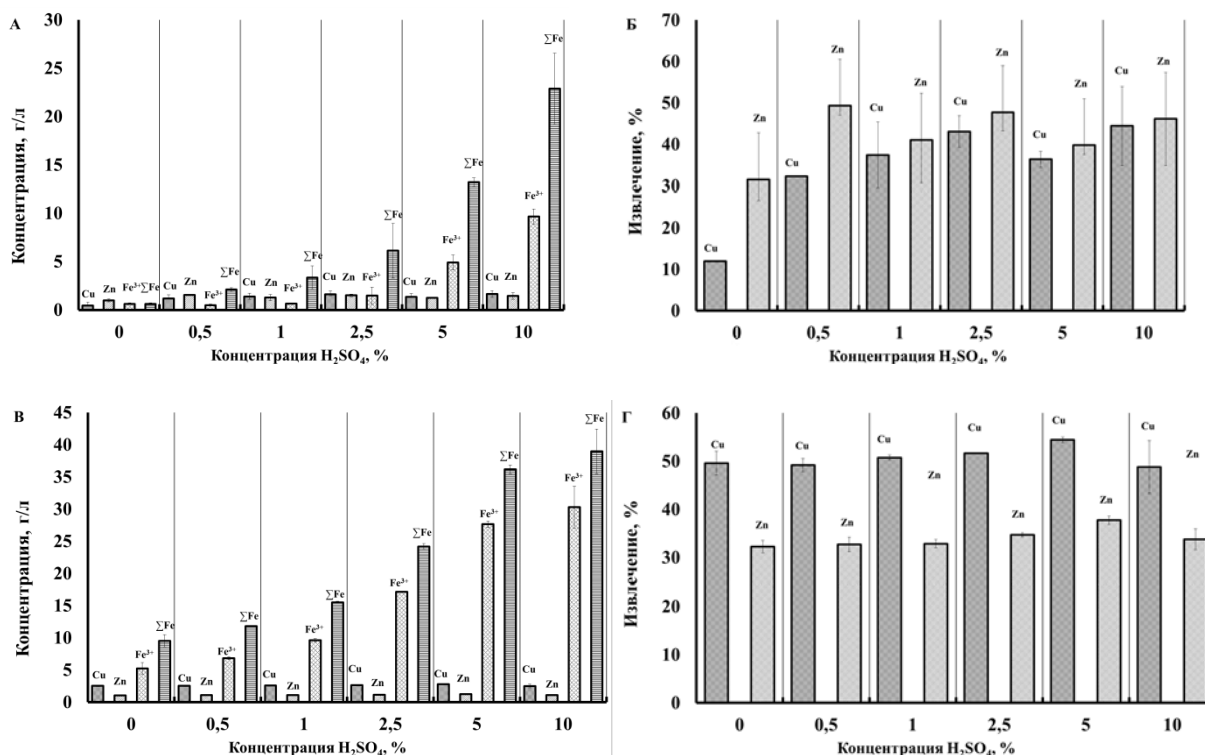 А
Концентрация, г/л
30
25
20
15
10
5
0
Cu Zn Fe³⁺ ∑Fe
Cu Zn Fe³⁺ ∑Fe
Cu Zn Fe³⁺ ∑Fe
Cu Zn Fe³⁺ ∑Fe
Cu Zn Fe³⁺ ∑Fe
Cu Zn Fe³⁺ ∑Fe
0 0,5 1 2,5 5 10
Концентрация H₂SO₄, %
Б
Извлечение, %
70
60
50
40
30
20
10
0
Cu Zn
Cu Zn
Cu Zn
Cu Zn
Cu Zn
Cu Zn
0 0,5 1 2,5 5 10
Концентрация H₂SO₄, %
В
Концентрация, г/л
45
40
35
30
25
20
15
10
5
0
Cu Zn Fe³⁺ ∑Fe
Cu Zn Fe³⁺ ∑Fe
Cu Zn Fe³⁺ ∑Fe
Cu Zn Fe³⁺ ∑Fe
Cu Zn Fe³⁺ ∑Fe
Cu Zn Fe³⁺ ∑Fe
0 0,5 1 2,5 5 10
Концентрация H₂SO₄, %
Г
Извлечение, %
60
50
40
30
20
10
0
Cu Zn
Cu Zn
Cu Zn Zn
Cu Zn
Cu Zn
Cu Zn
0 0,5 1 2,5 5 10
Концентрация H₂SO₄, %